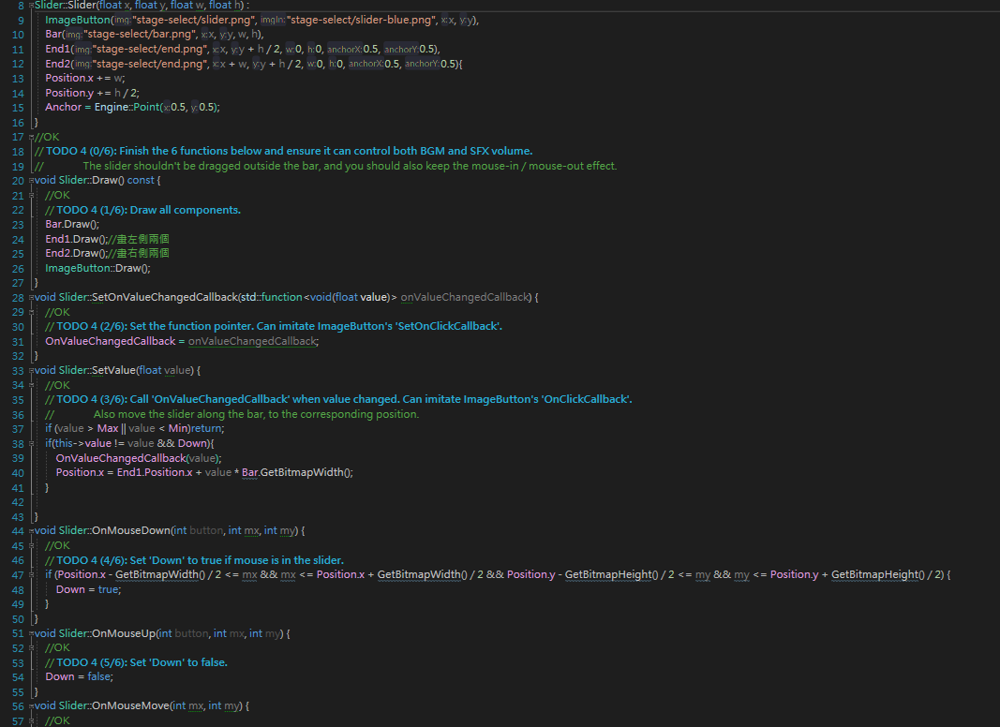 8 Slider::Slider(float x, float y, float w, float h) :
9 ImageButton(img:"stage-select/slider.png", imgIn:"stage-select/slider-blue.png", x:x, y:y),
10 Bar(img:"stage-select/bar.png", x:x, y:y, w, h),
11 End1(img:"stage-select/end.png", x:x, y:y + h / 2, w:0, h:0, anchorX:0.5, anchorY:0.5),
12 End2(img:"stage-select/end.png", x:x + w, y:y + h / 2, w:0, h:0, anchorX:0.5, anchorY:0.5){
13 Position.x += w;
14 Position.y += h / 2;
15 Anchor = Engine::Point(x:0.5, y:0.5);
16 }
17 //OK
18 // TODO 4 (0/6): Finish the 6 functions below and ensure it can control both BGM and SFX volume.
19 // The slider shouldn't be dragged outside the bar, and you should also keep the mouse-in / mouse-out effect.
20 void Slider::Draw() const {
21 //OK
22 // TODO 4 (1/6): Draw all components.
23 Bar.Draw();
24 End1.Draw();//畫左側兩個
25 End2.Draw();//畫右側兩個
26 ImageButton::Draw();
27 }
28 void Slider::SetOnValueChangedCallback(std::function<void(float value)> onValueChangedCallback) {
29 //OK
30 // TODO 4 (2/6): Set the function pointer. Can imitate ImageButton's 'SetOnClickCallback'.
31 OnValueChangedCallback = onValueChangedCallback;
32 }
33 void Slider::SetValue(float value) {
34 //OK
35 // TODO 4 (3/6): Call 'OnValueChangedCallback' when value changed. Can imitate ImageButton's 'OnClickCallback'.
36 // Also move the slider along the bar, to the corresponding position.
37 if (value > Max || value < Min)return;
38 if(this->value != value && Down){
39 OnValueChangedCallback(value);
40 Position.x = End1.Position.x + value * Bar.GetBitmapWidth();
41 }
42
43 }
44 void Slider::OnMouseDown(int button, int mx, int my) {
45 //OK
46 // TODO 4 (4/6): Set 'Down' to true if mouse is in the slider.
47 if (Position.x - GetBitmapWidth() / 2 <= mx && mx <= Position.x + GetBitmapWidth() / 2 && Position.y - GetBitmapHeight() / 2 <= my && my <= Position.y + GetBitmapHeight() / 2) {
48 Down = true;
49 }
50 }
51 void Slider::OnMouseUp(int button, int mx, int my) {
52 //OK
53 // TODO 4 (5/6): Set 'Down' to false.
54 Down = false;
55 }
56 void Slider::OnMouseMove(int mx, int my) {
57 //OK